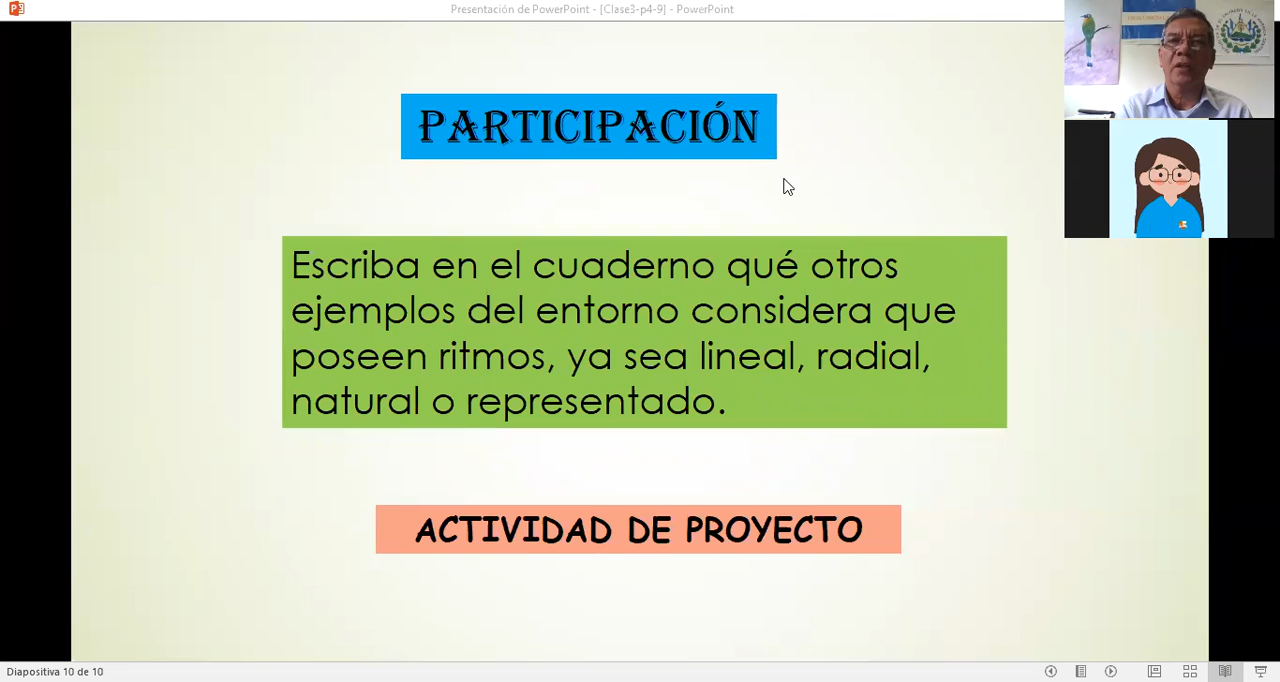 Presentación de PowerPoint - [Clase3-p4-9] - PowerPoint
PARTICIPACIÓN
Escriba en el cuaderno qué otros
ejemplos del entorno considera que
poseen ritmos, ya sea lineal, radial,
natural o representado.
ACTIVIDAD DE PROYECTO
Diapositiva 10 de 10